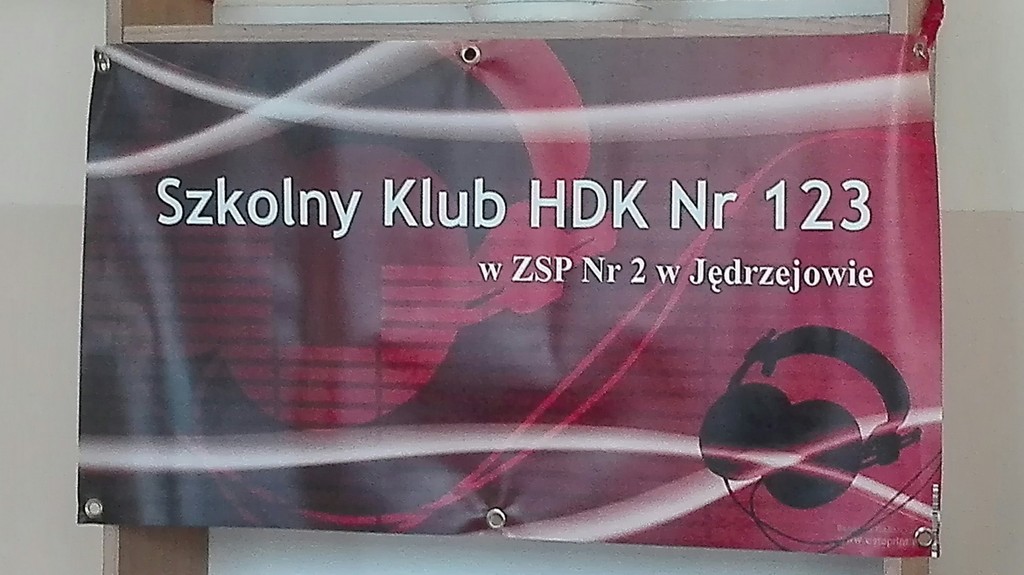 Szkolny Klub HDK Nr 123
w ZSP Nr 2 w Jędrzejowie